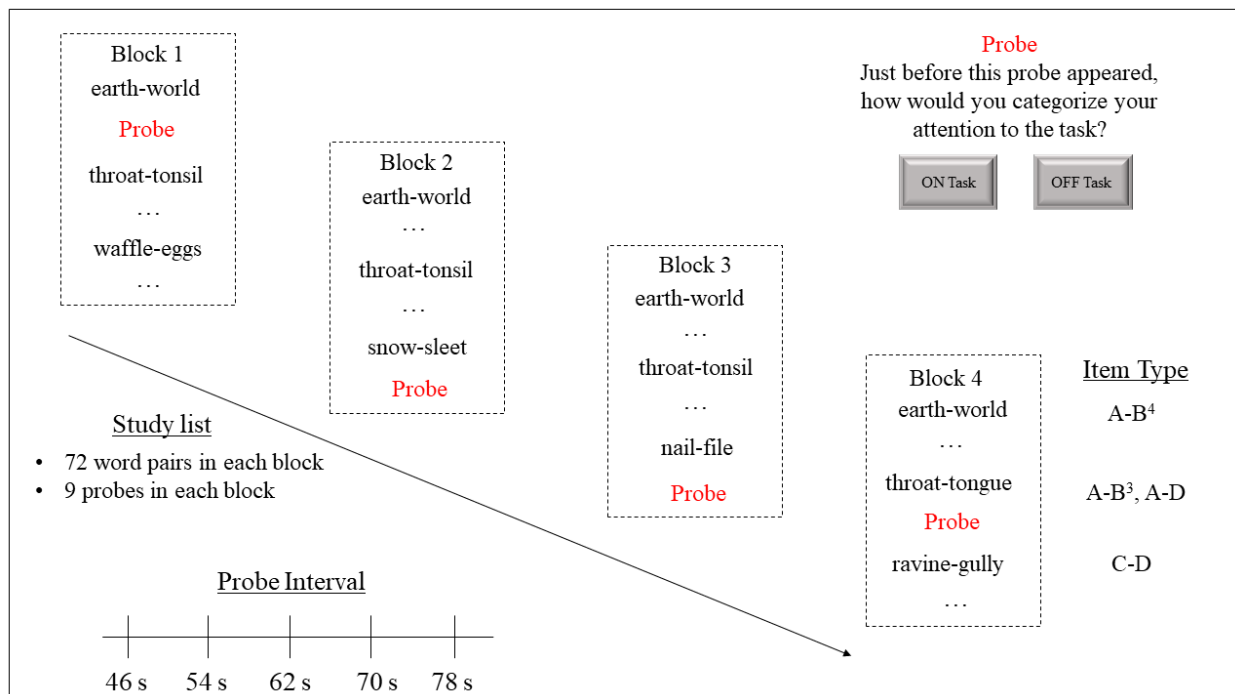 Block 1
earth-world
Probe
throat-tonsil
…
waffle-eggs
…
Block 2
earth-world
…
throat-tonsil
…
snow-sleet
Probe
Block 3
earth-world
…
throat-tonsil
…
nail-file
Probe
Block 4
earth-world
…
throat-tongue
Probe
ravine-gully
…
Item Type
A-B⁴
A-B³, A-D
C-D
Probe
Just before this probe appeared,
how would you categorize your
attention to the task?
ON Task
OFF Task
Study list
• 72 word pairs in each block
• 9 probes in each block
Probe Interval
46 s 54 s 62 s 70 s 78 s